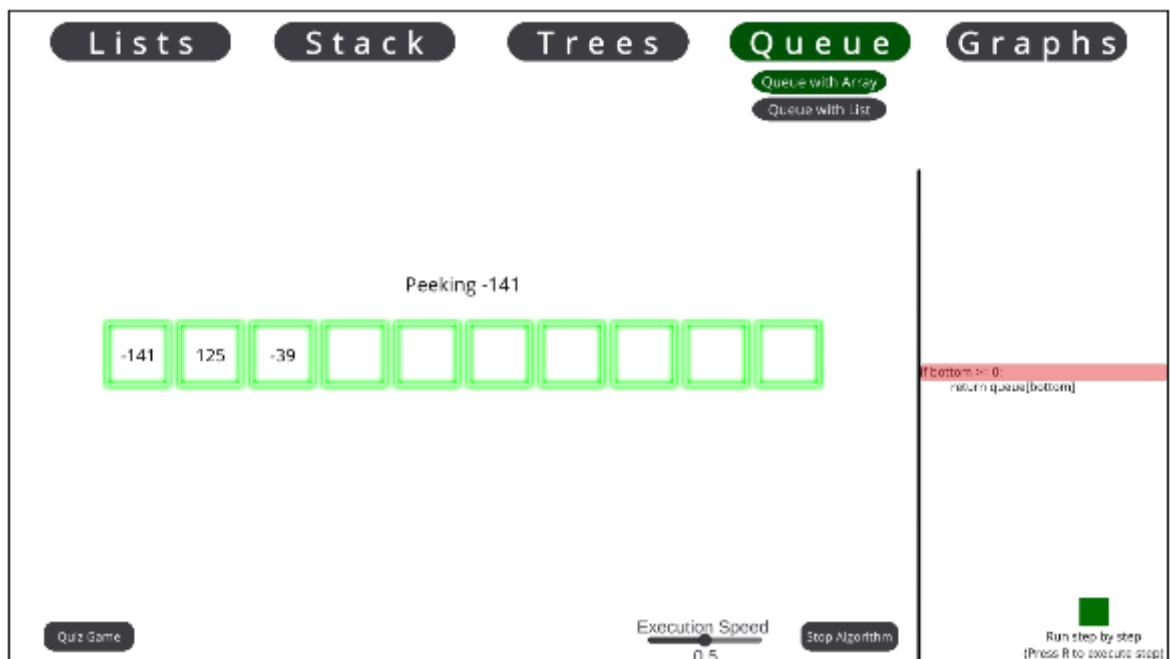 Lists Stack Trees Queue Graphs
Queue with Array
Queue with List
Peeking -141
-141 125 -39
If bottom >= 0:
return queue[bottom]
Quiz Game
Execution Speed
0.5
Stop Algorithm
Run step by step
(Press R to execute step)